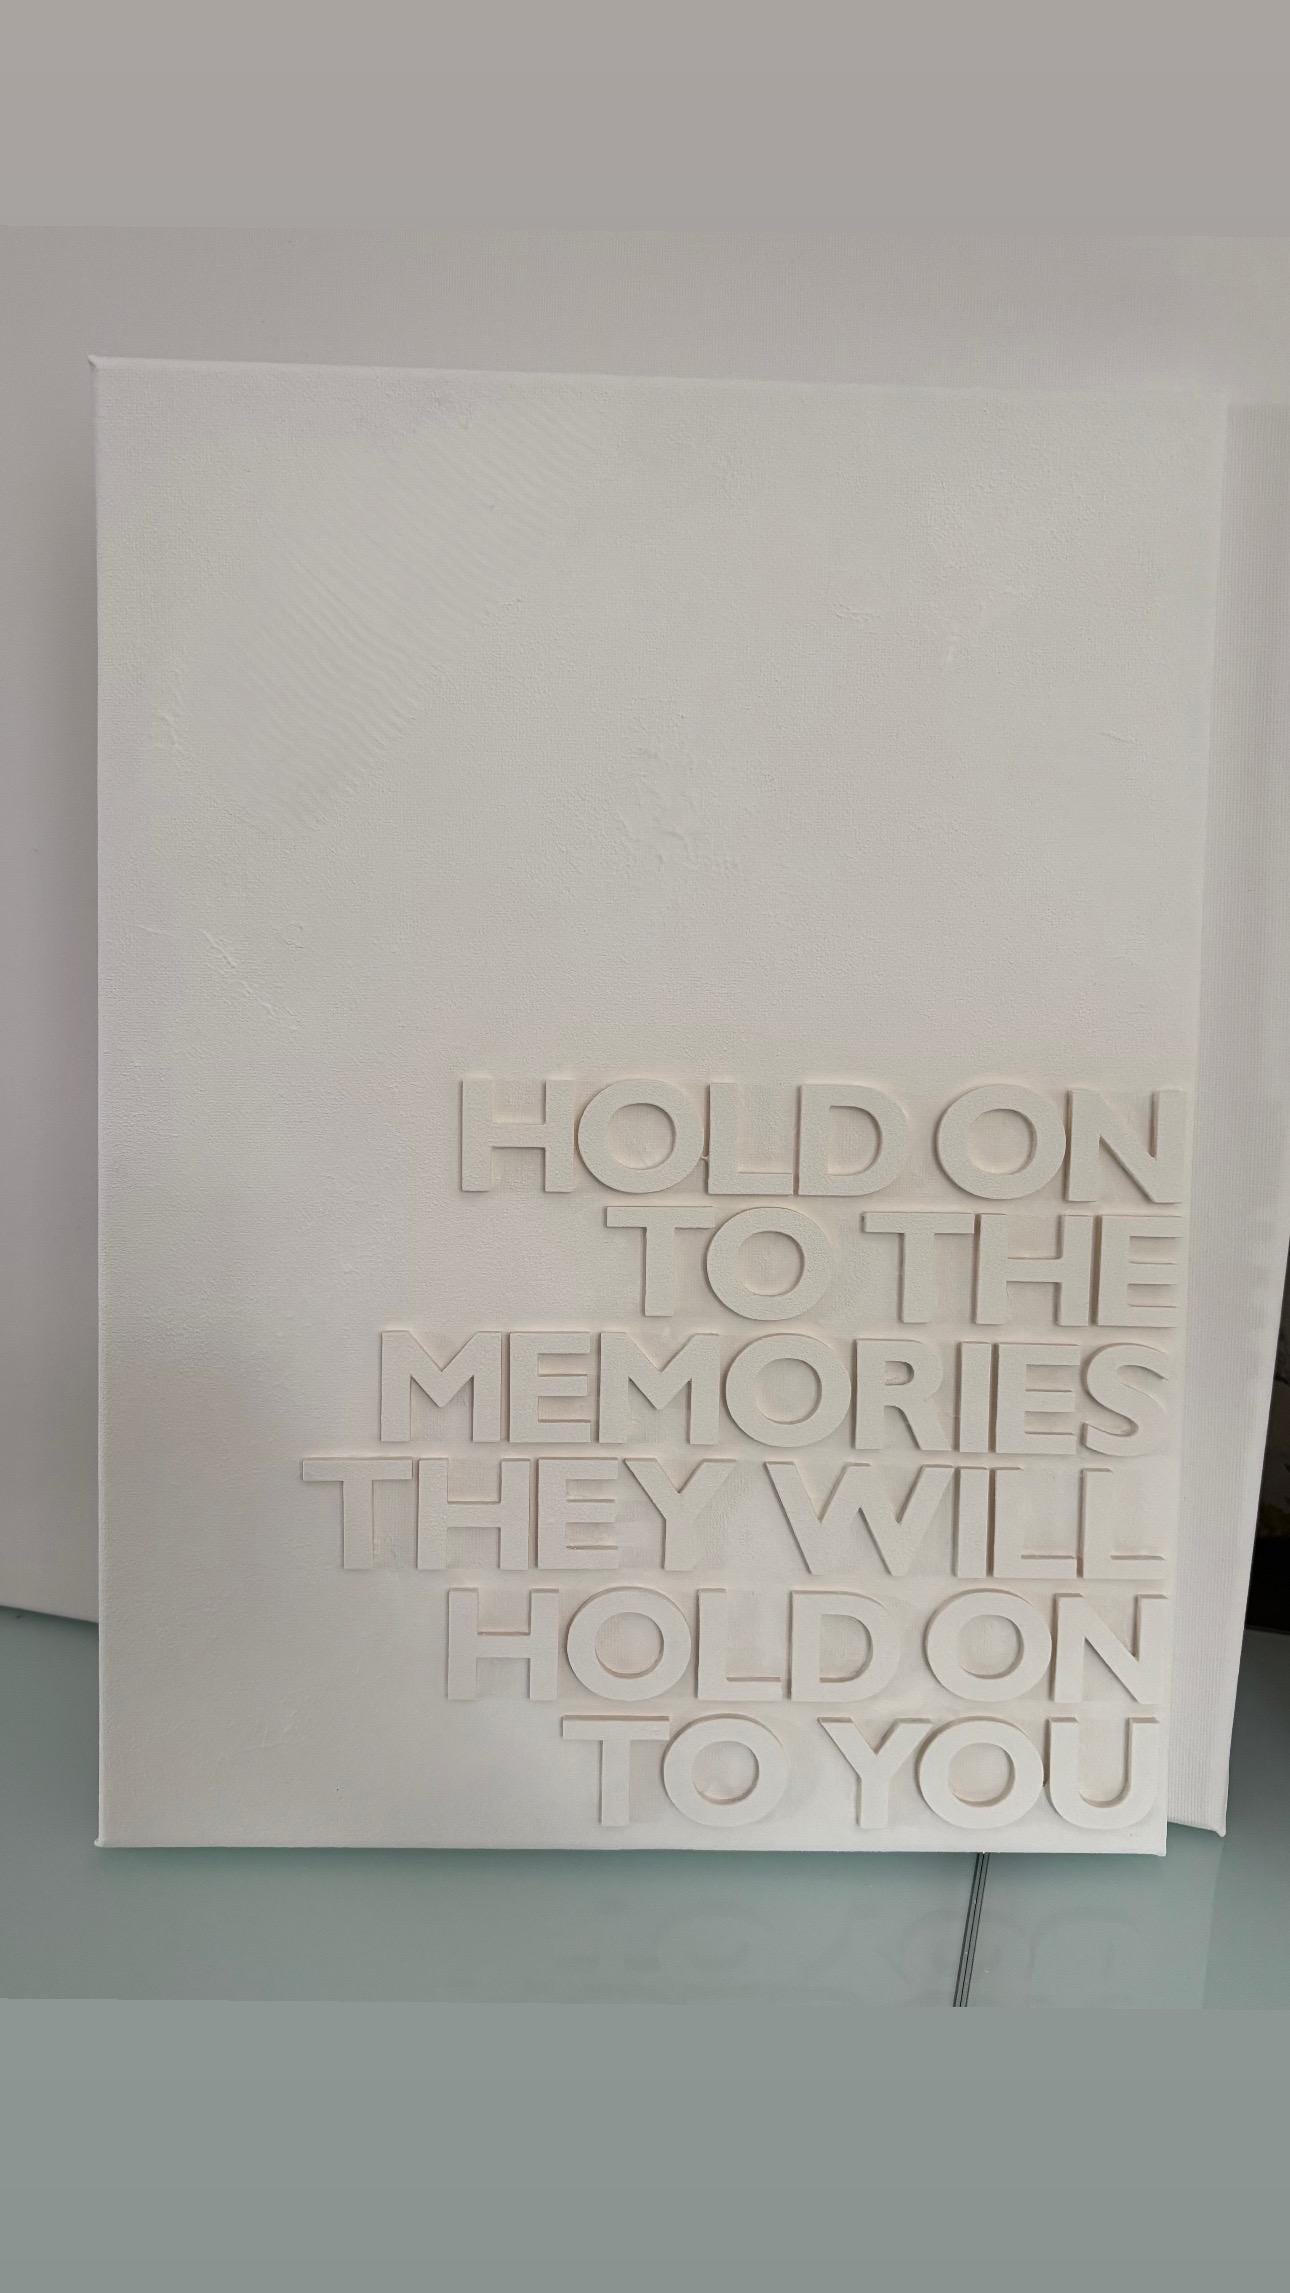 HOLD ON
TO THE
MEMORIES
THEY WILL
HOLD ON
TO YOU